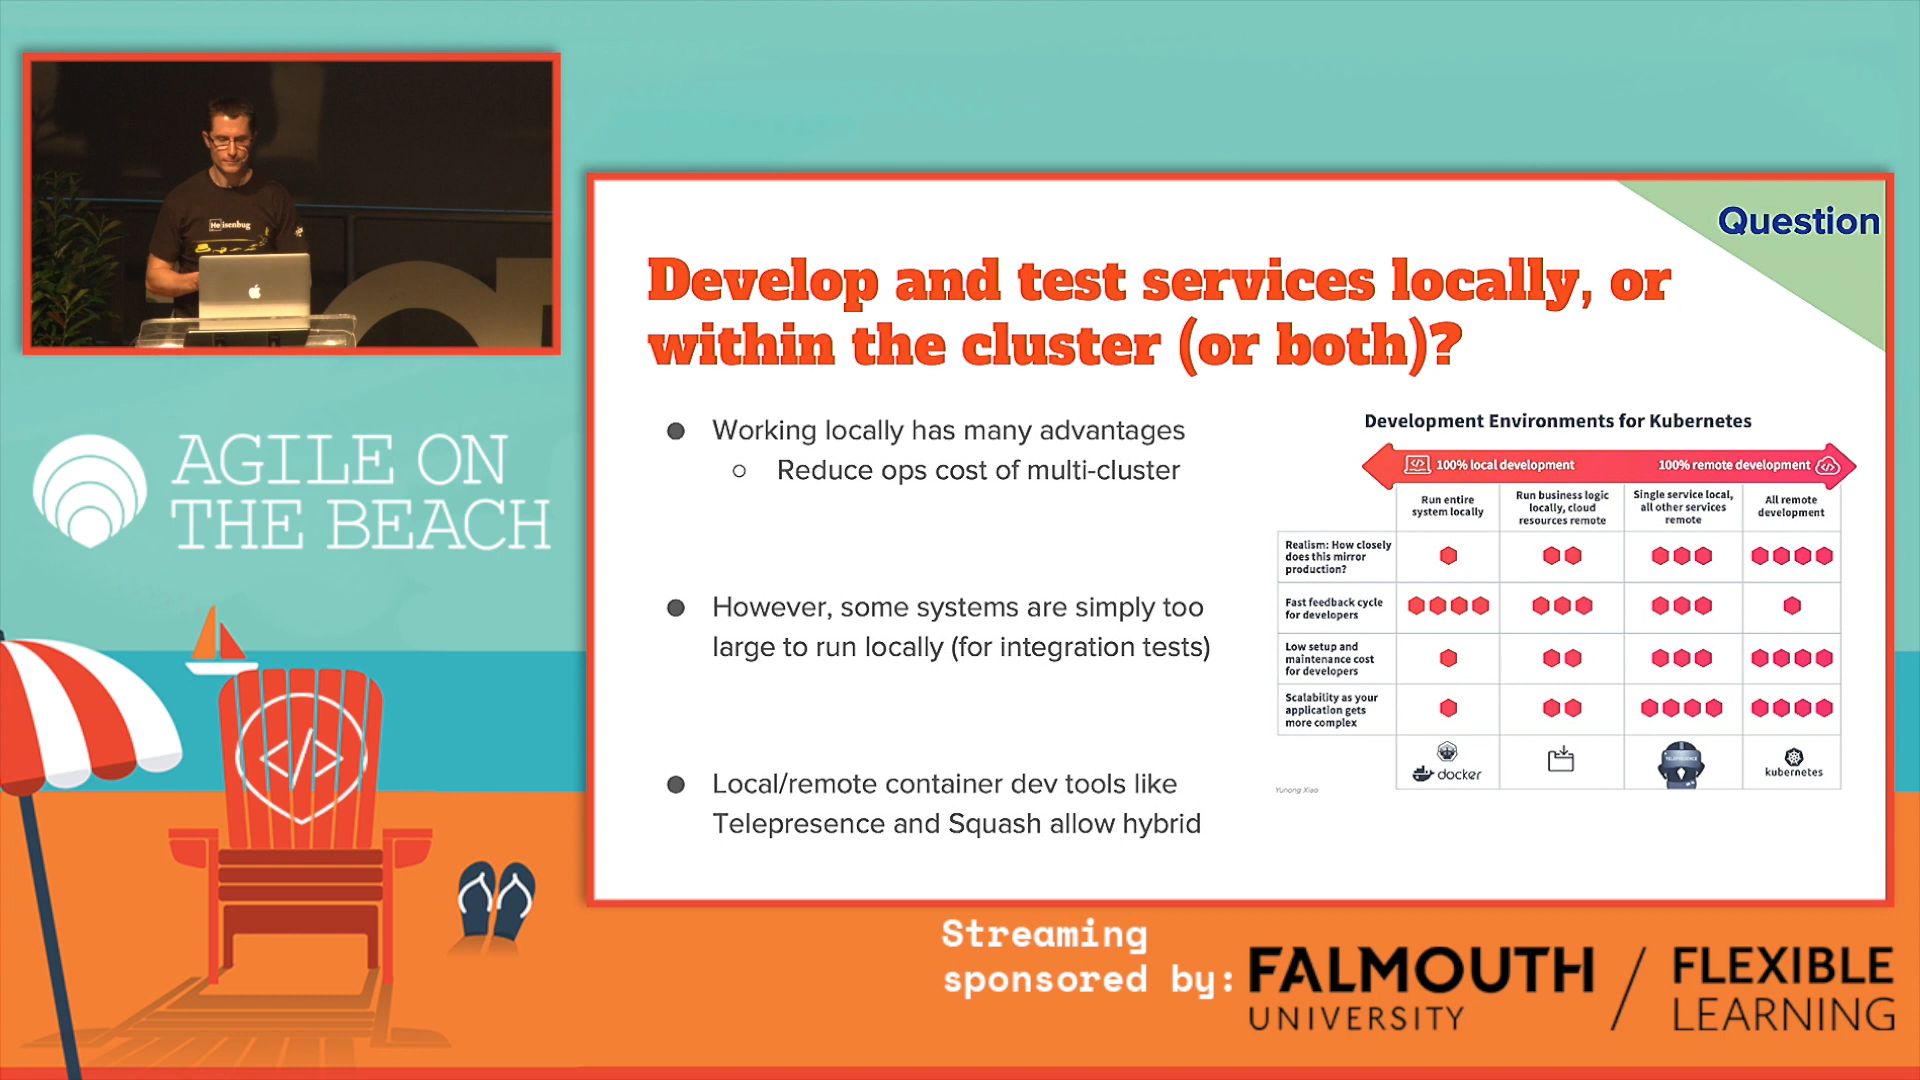 Heisenbug
AGILE ON
THE BEACH
Question
Develop and test services locally, or
within the cluster (or both)?
● Working locally has many advantages
○ Reduce ops cost of multi-cluster
● However, some systems are simply too
large to run locally (for integration tests)
● Local/remote container dev tools like
Telepresence and Squash allow hybrid
Development Environments for Kubernetes
100% local development
100% remote development
Run entire
system locally
Run business logic
locally, cloud
resources remote
Single service local,
all other services
remote
All remote
development
Realism: How closely
does this mirror
production?
Fast feedback cycle
for developers
Low setup and
maintenance cost
for developers
Scalability as your
application gets
more complex
docker
kubernetes
Yunong Xiao
Streaming
sponsored by:
FALMOUTH
UNIVERSITY
/
FLEXIBLE
LEARNING